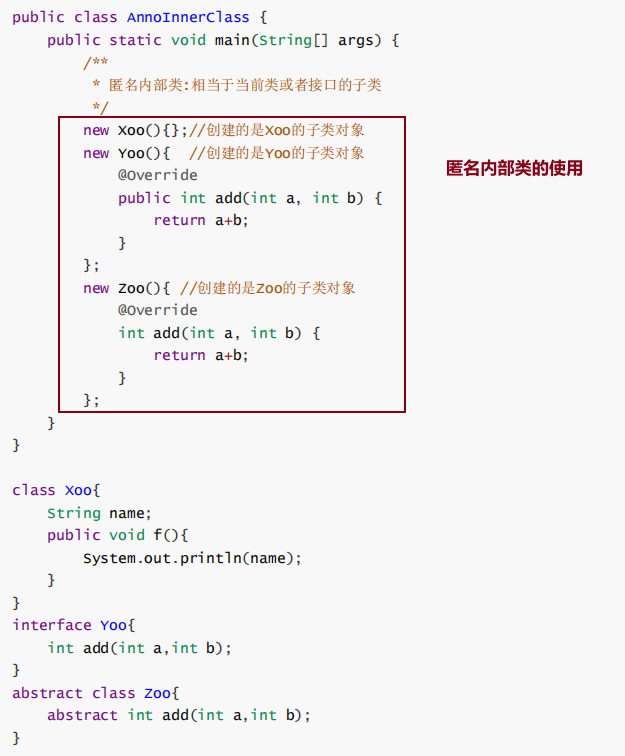 public class AnnoInnerClass {
    public static void main(String[] args) {
        /**
         * 匿名内部类:相当于当前类或者接口的子类
         */
        new Xoo(){};//创建的是Xoo的子类对象
        new Yoo(){  //创建的是Yoo的子类对象
            @Override
            public int add(int a, int b) {
                return a+b;
            }
        };
        new Zoo(){ //创建的是Zoo的子类对象
            @Override
            int add(int a, int b) {
                return a+b;
            }
        };
    }
}
匿名内部类的使用
class Xoo{
    String name;
    public void f(){
        System.out.println(name);
    }
}
interface Yoo{
    int add(int a,int b);
}
abstract class Zoo{
    abstract int add(int a,int b);
}